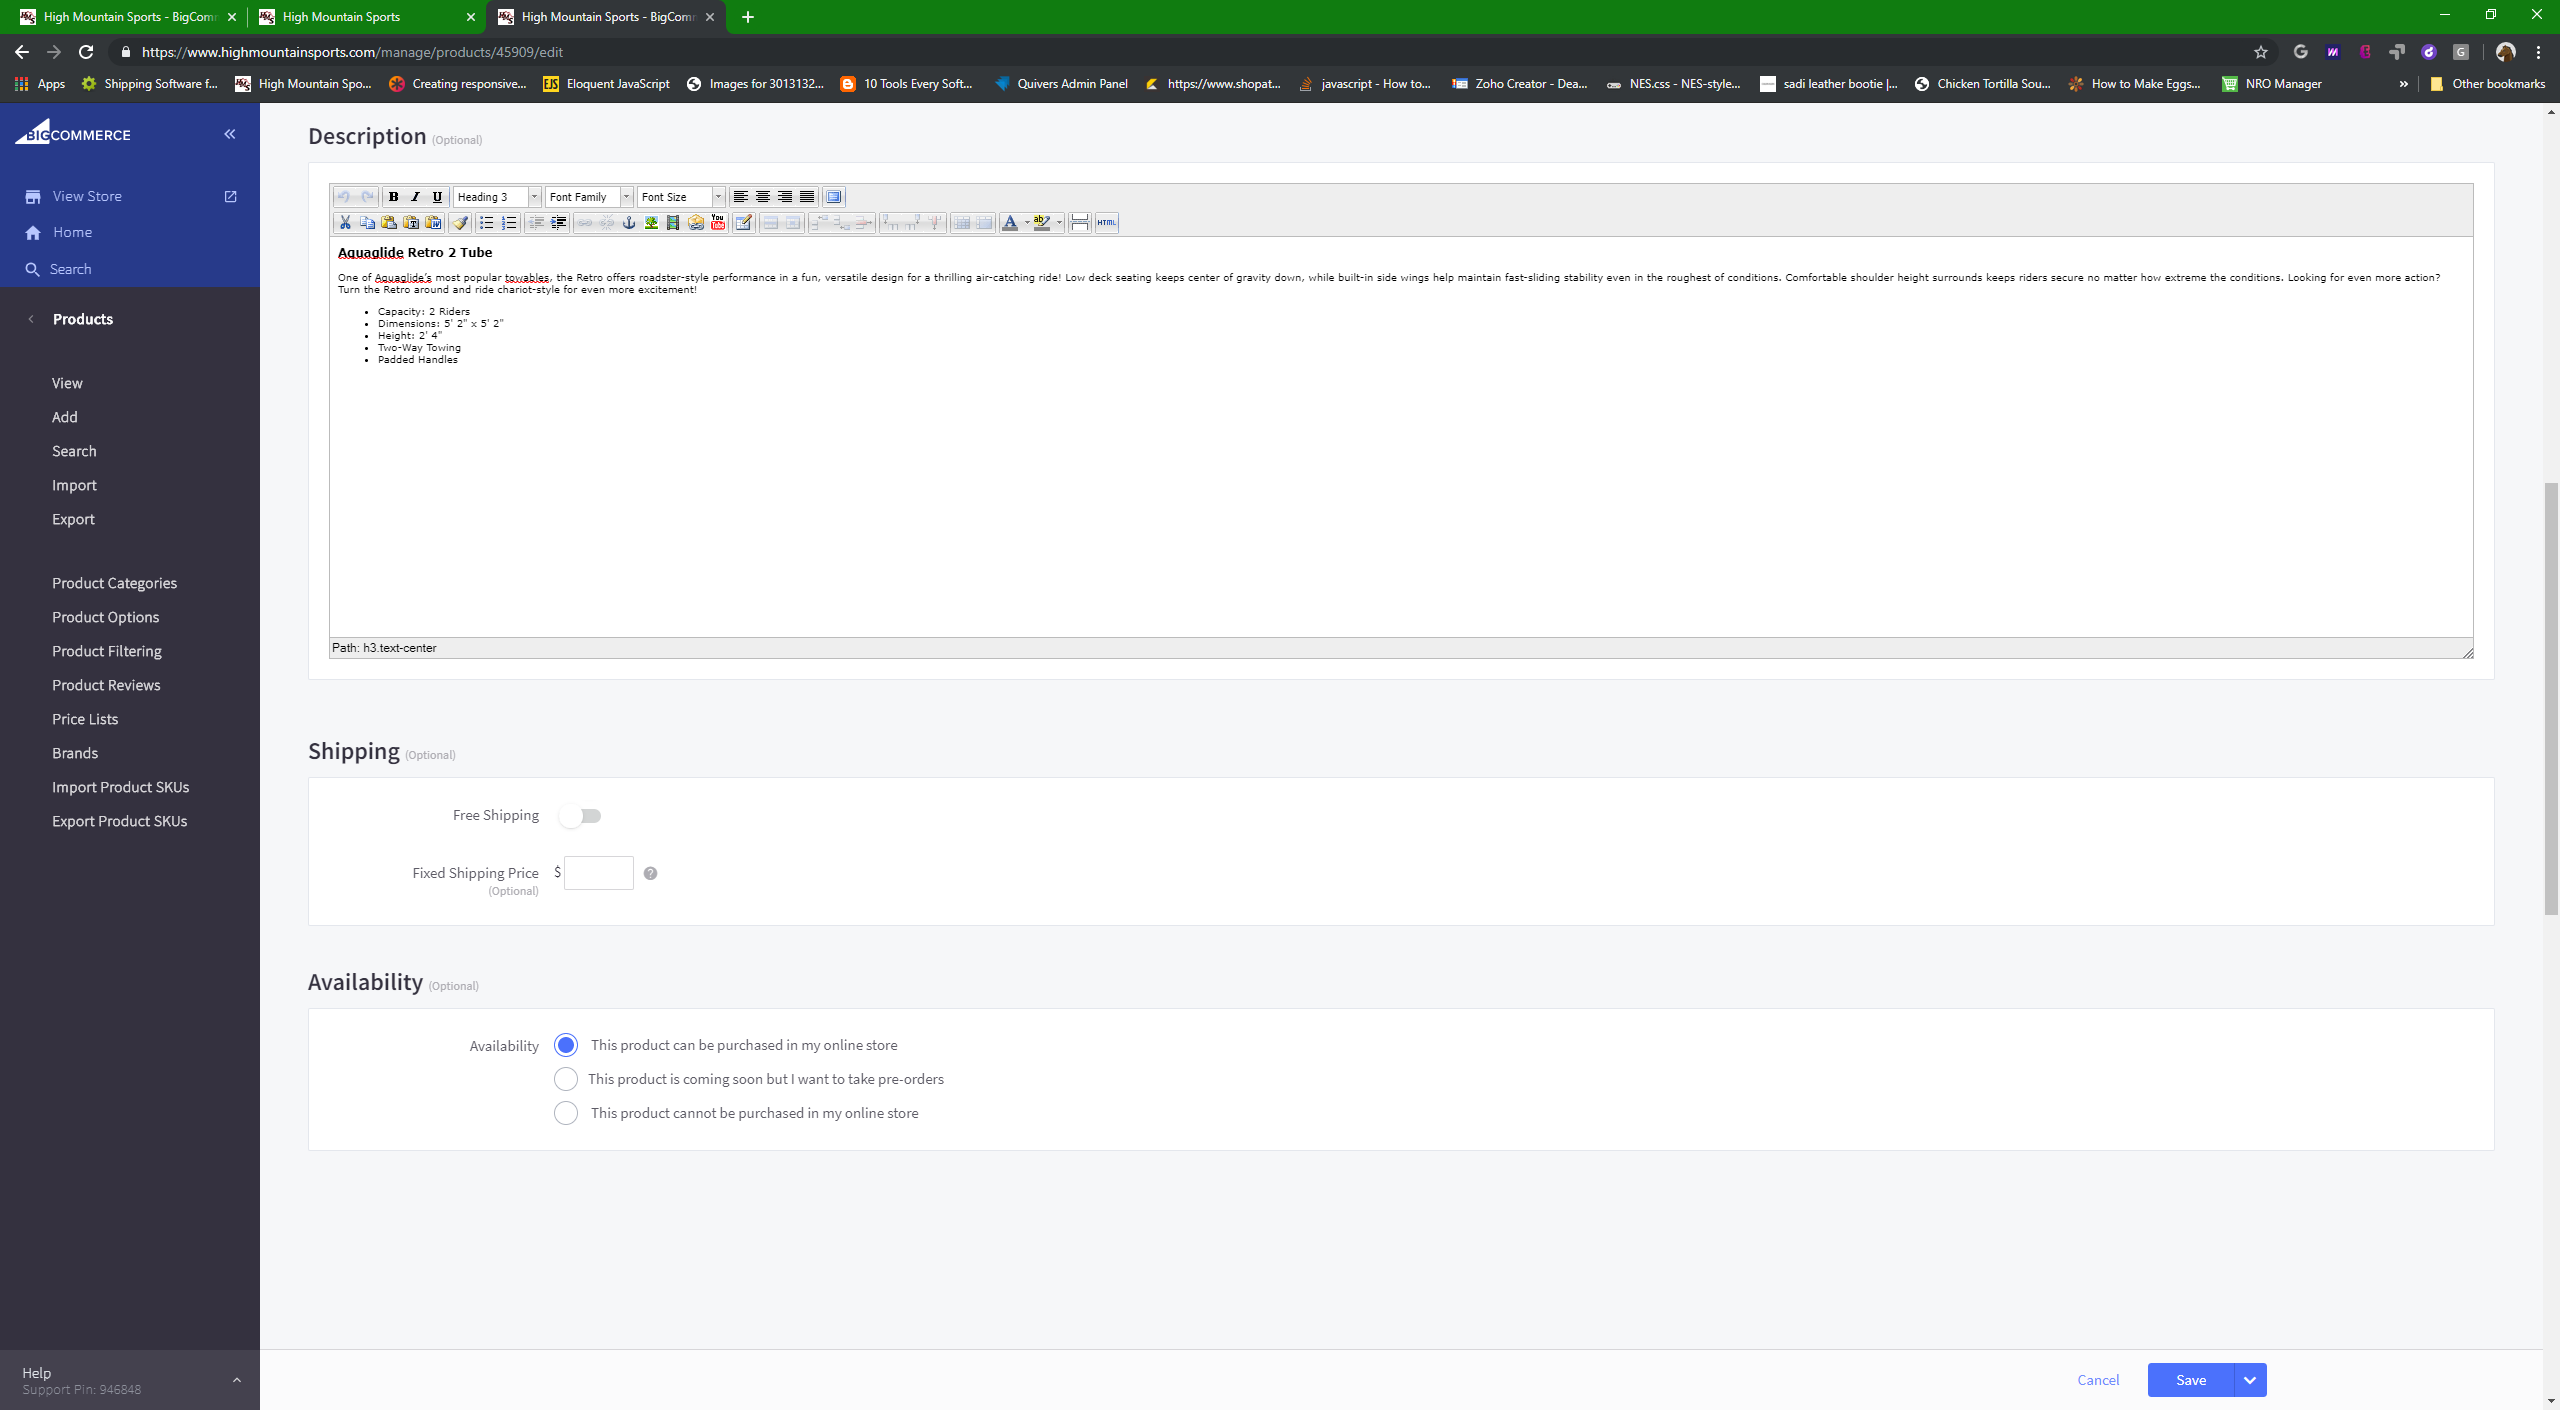 High Mountain Sports - BigComm
High Mountain Sports
High Mountain Sports - BigComm
https://www.highmountainsports.com/manage/products/45909/edit
Apps
Shipping Software f...
High Mountain Spo...
Creating responsive...
EJS
Eloquent JavaScript
Images for 3013132...
10 Tools Every Soft...
Quivers Admin Panel
https://www.shopat...
javascript - How to...
Zoho Creator - Dea...
NES.css - NES-style...
sadi leather bootie |...
Chicken Tortilla Sou...
How to Make Eggs...
NRO Manager
»
Other bookmarks
BIGCOMMERCE
View Store
Home
Search
Products
View
Add
Search
Import
Export
Product Categories
Product Options
Product Filtering
Product Reviews
Price Lists
Brands
Import Product SKUs
Export Product SKUs
Help
Support Pin: 946848
Description (Optional)
B I U Heading 3 Font Family Font Size
HTML
Aquaglide Retro 2 Tube
One of Aquaglide's most popular towables, the Retro offers roadster-style performance in a fun, versatile design for a thrilling air-catching ride! Low deck seating keeps center of gravity down, while built-in side wings help maintain fast-sliding stability even in the roughest of conditions. Comfortable shoulder height surrounds keeps riders secure no matter how extreme the conditions. Looking for even more action?
Turn the Retro around and ride chariot-style for even more excitement!
• Capacity: 2 Riders
• Dimensions: 5' 2" x 5' 2"
• Height: 2' 4"
• Two-Way Towing
• Padded Handles
Path: h3.text-center
Shipping (Optional)
Free Shipping
Fixed Shipping Price $
(Optional)
Availability (Optional)
Availability
This product can be purchased in my online store
This product is coming soon but I want to take pre-orders
This product cannot be purchased in my online store
Cancel
Save